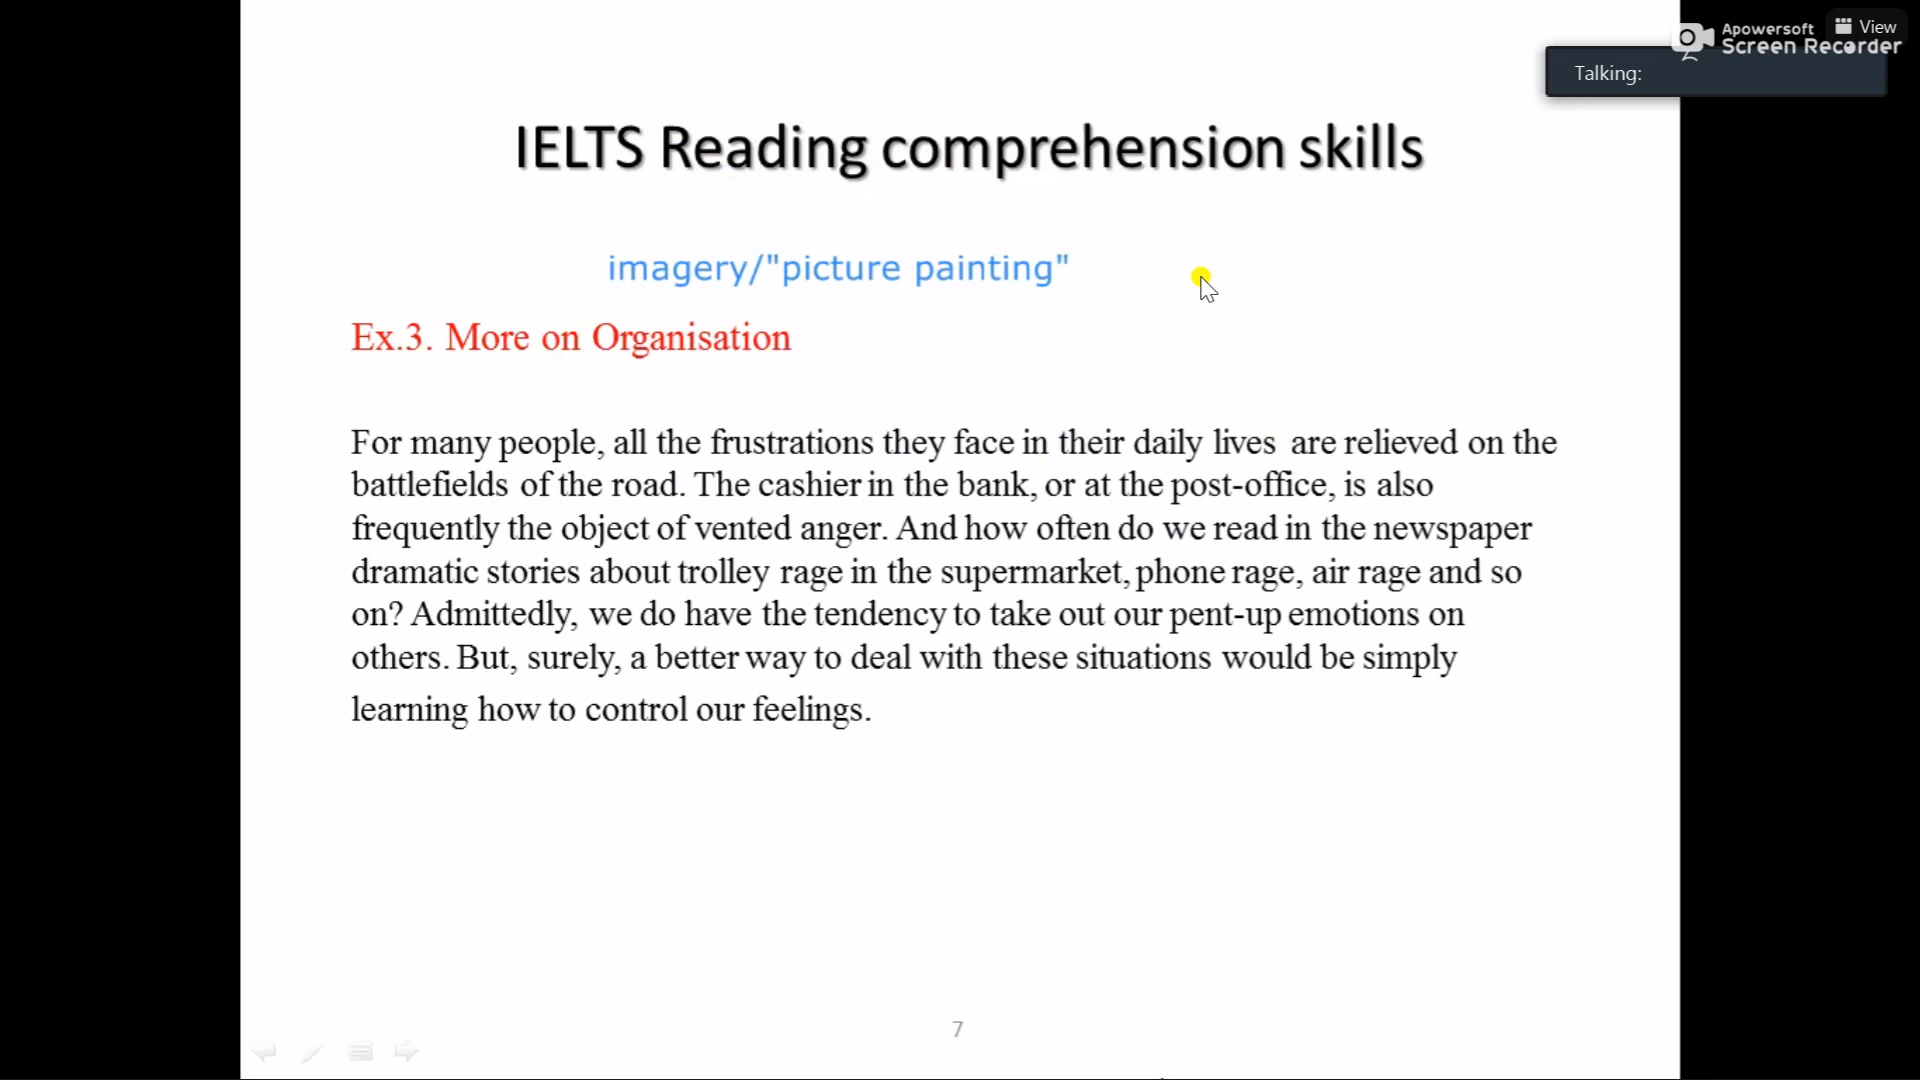 View
Apowersoft
Screen Recorder
Talking:
IELTS Reading comprehension skills
imagery/"picture painting"
Ex.3. More on Organisation
For many people, all the frustrations they face in their daily lives are relieved on the
battlefields of the road. The cashier in the bank, or at the post-office, is also
frequently the object of vented anger. And how often do we read in the newspaper
dramatic stories about trolley rage in the supermarket, phone rage, air rage and so
on? Admittedly, we do have the tendency to take out our pent-up emotions on
others. But, surely, a better way to deal with these situations would be simply
learning how to control our feelings.
7